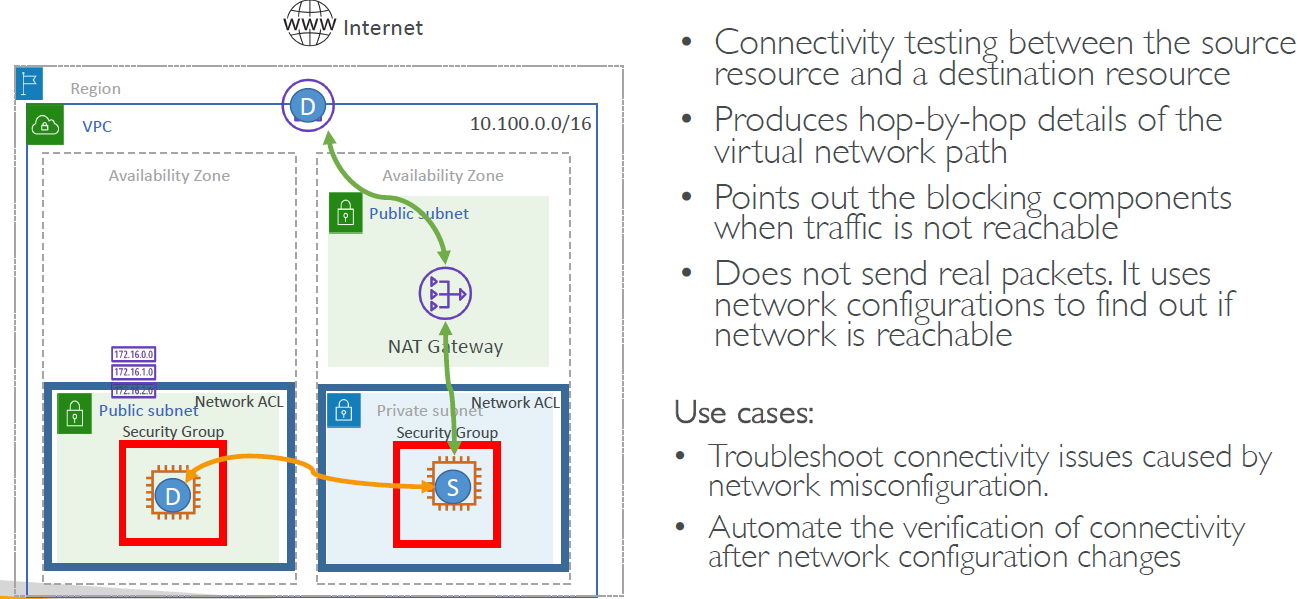 WWW
Internet
Region
D
VPC
10.100.0.0/16
Availability Zone
Availability Zone
Public subnet
NAT Gateway
172.16.0.0
172.16.1.0
172.16.2.0
Public subnet
Network ACL
Security Group
D
Private subnet
Network ACL
Security Group
S
• Connectivity testing between the source
resource and a destination resource
• Produces hop-by-hop details of the
virtual network path
• Points out the blocking components
when traffic is not reachable
• Does not send real packets. It uses
network configurations to find out if
network is reachable
Use cases:
• Troubleshoot connectivity issues caused by
network misconfiguration.
• Automate the verification of connectivity
after network configuration changes